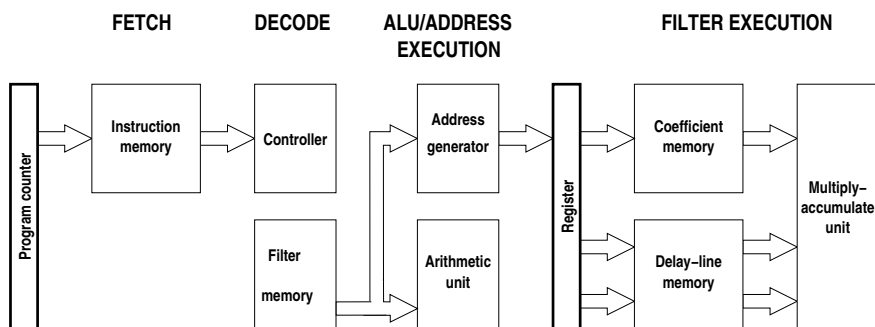 FETCH
DECODE
ALU/ADDRESS
EXECUTION
FILTER EXECUTION
Program counter
Instruction
memory
Controller
Filter
memory
Address
generator
Arithmetic
unit
Register
Coefficient
memory
Delay−line
memory
Multiply−
accumulate
unit